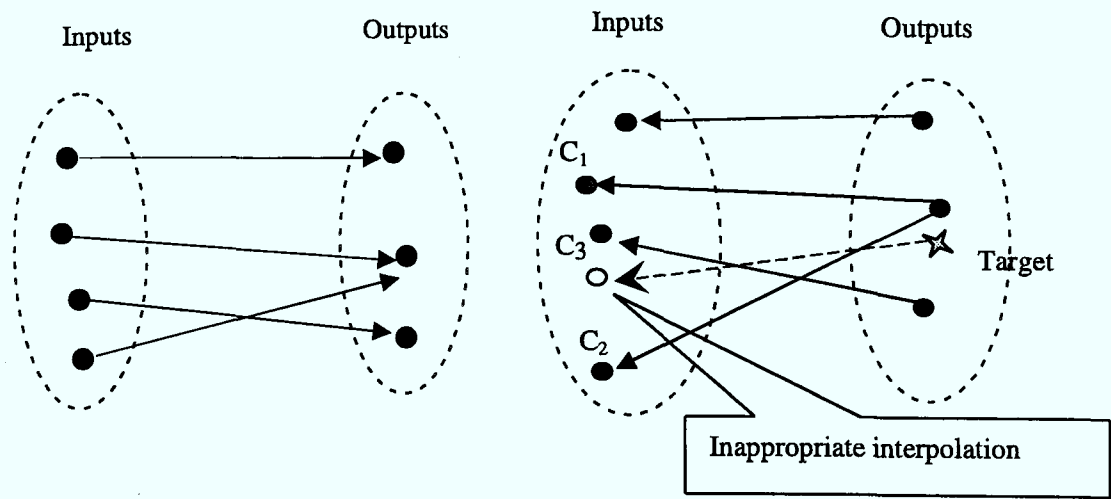 Inputs
Outputs
Inputs
Outputs
C1
C3
Target
C2
Inappropriate interpolation